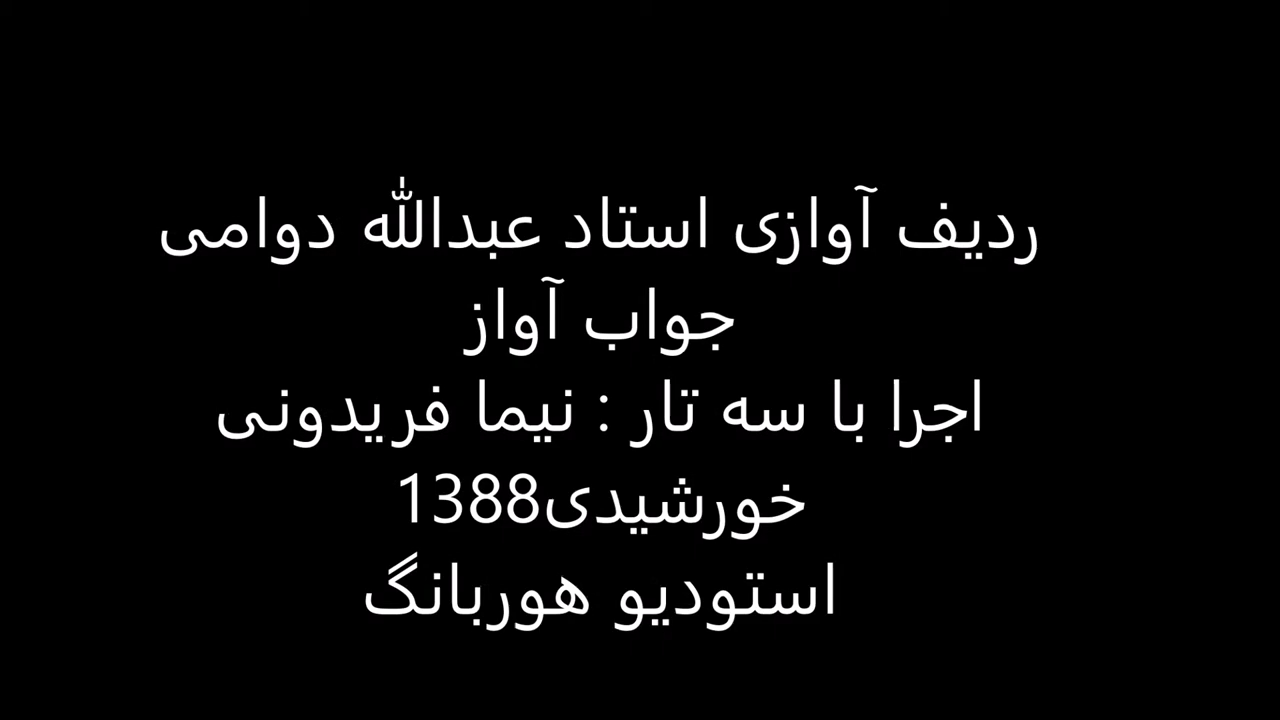 ردیف آوازی استاد عبدالله دوامی
جواب آواز
اجرا با سه تار : نیما فریدونی
خورشیدی1388
استودیو هوربانگ